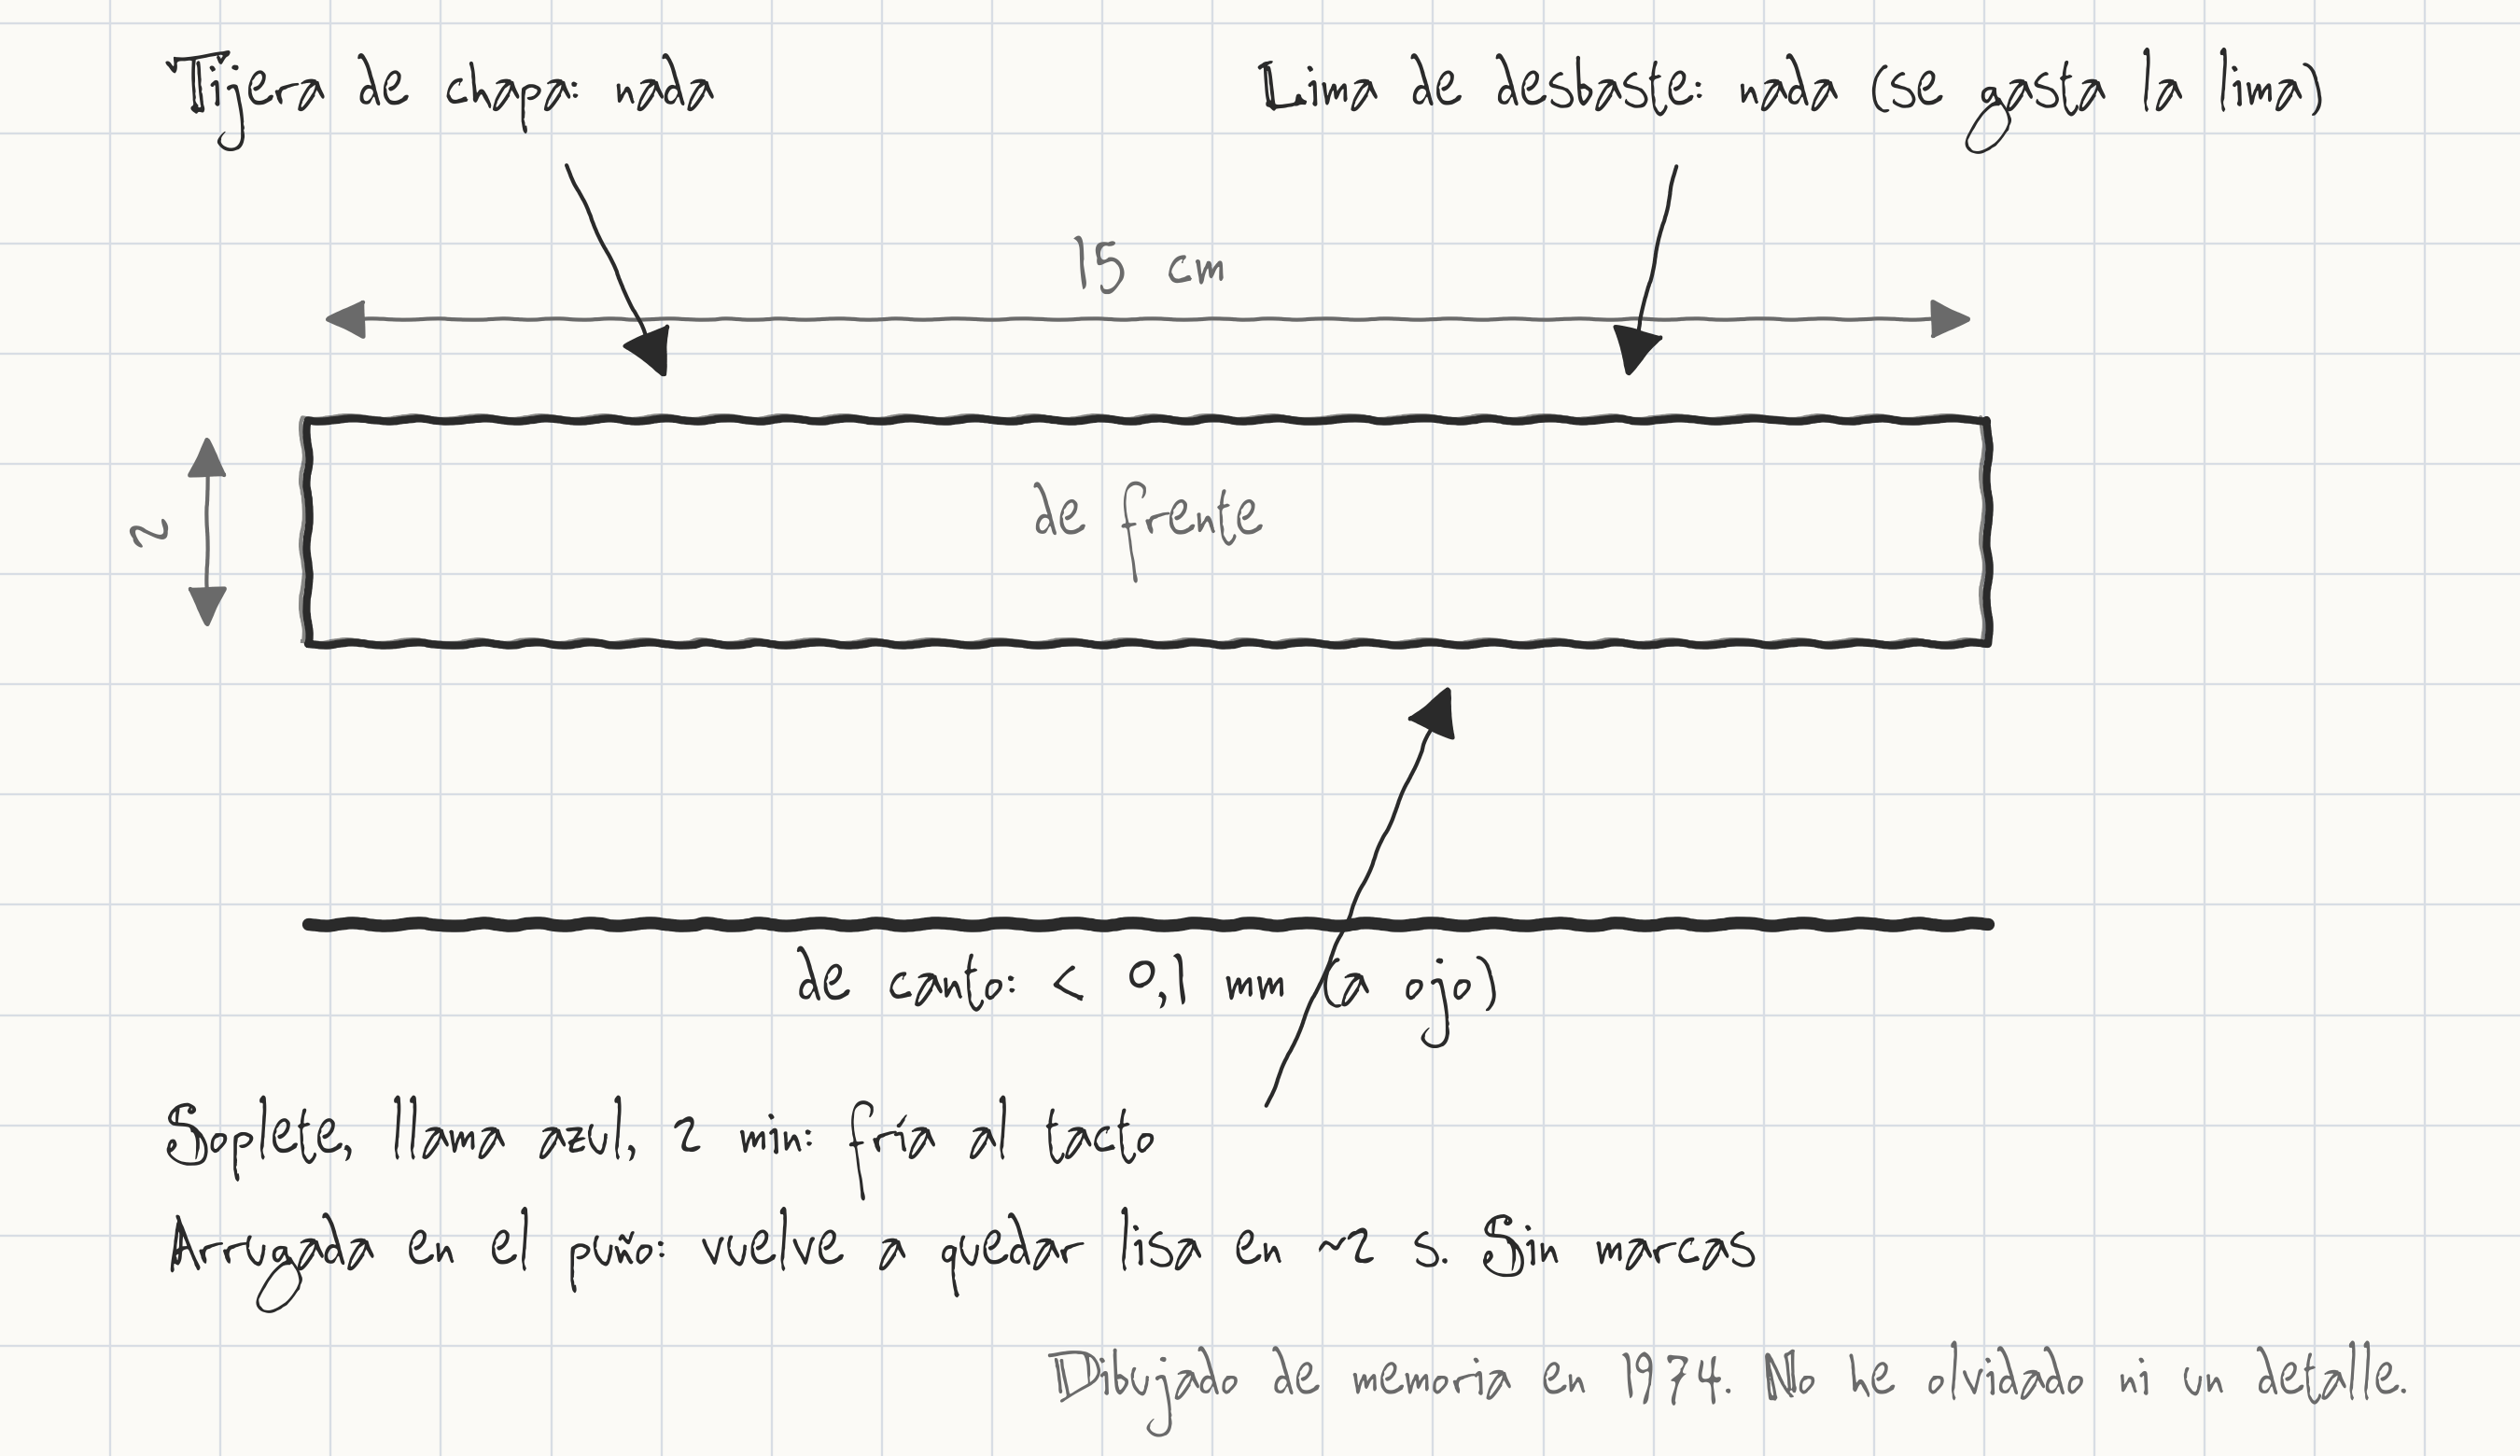 Tijera de chapa: nada
Lima de desbaste: nada (se gasta la lima)
15 cm
2
de frente
de canto: < 0,1 mm (a ojo)
Soplete, llama azul, 2 min: fría al tacto
Arrugada en el puño: vuelve a quedar lisa en ~2 s. Sin marcas
Dibujado de memoria en 1974. No he olvidado ni un detalle.